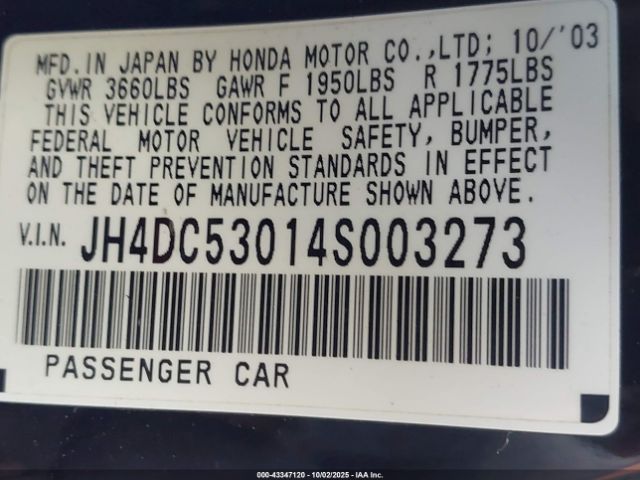 MFD. IN JAPAN BY HONDA MOTOR CO.,LTD; 10/'03
GVWR 3660LBS GAWR F 1950LBS R 1775LBS
THIS VEHICLE CONFORMS TO ALL APPLICABLE
FEDERAL MOTOR VEHICLE SAFETY, BUMPER,
AND THEFT PREVENTION STANDARDS IN EFFECT
ON THE DATE OF MANUFACTURE SHOWN ABOVE.
V.I.N. JH4DC53014S003273
PASSENGER CAR
000-43347120 - 10/02/2025 - IAA Inc.